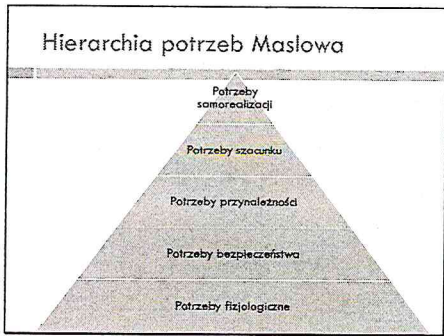 Hierarchia potrzeb Maslowa
Potrzeby
samorealizacji
Potrzeby szacunku
Potrzeby przynależności
Potrzeby bezpieczeństwa
Potrzeby fizjologiczne